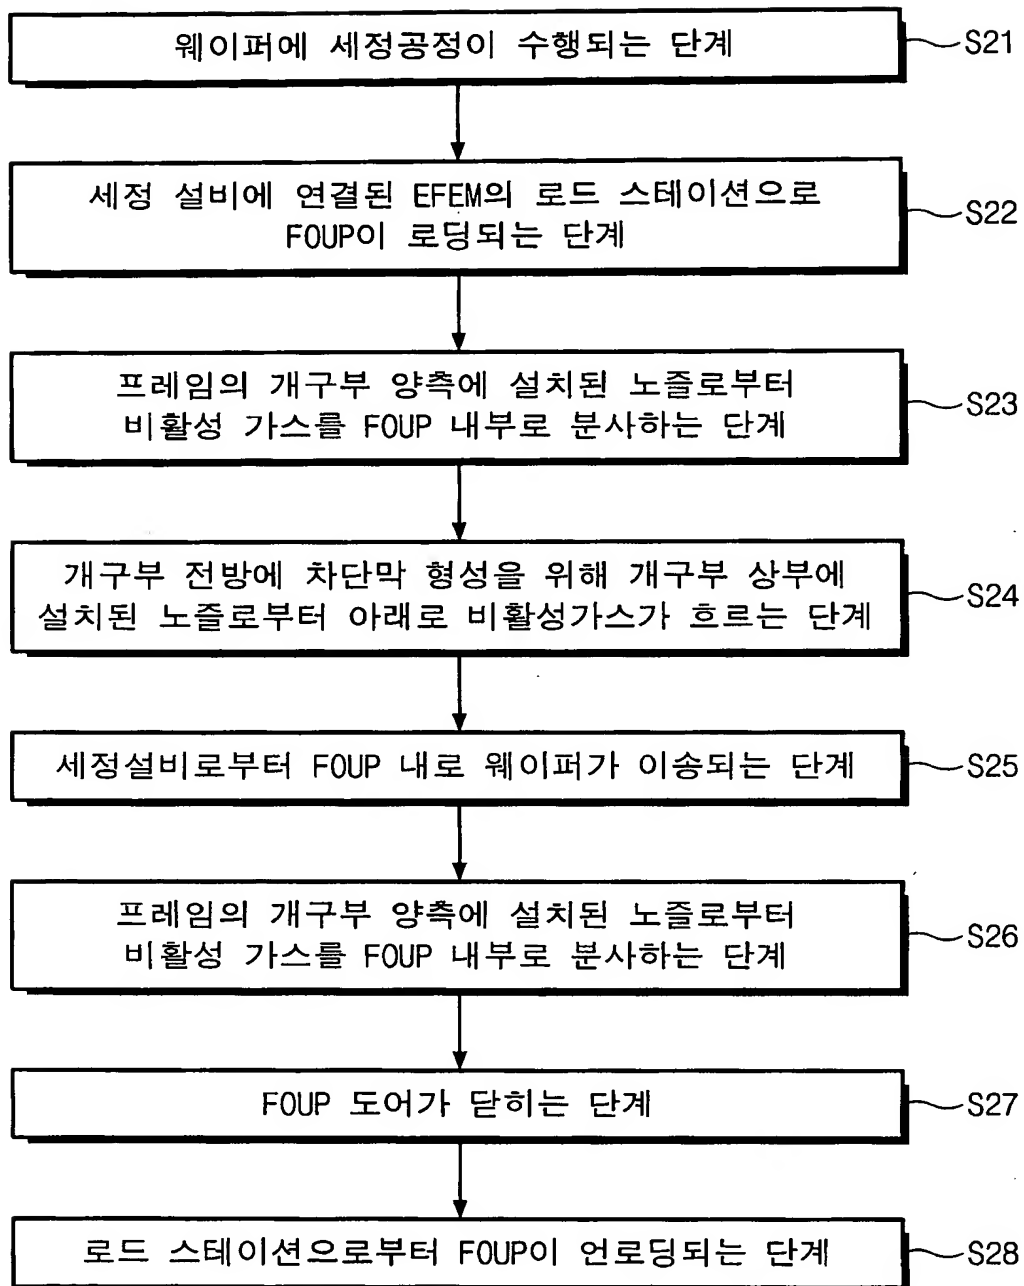 웨이퍼에 세정공정이 수행되는 단계
S21
세정 설비에 연결된 EFEM의 로드 스테이션으로
FOUP이 로딩되는 단계
S22
프레임의 개구부 양측에 설치된 노즐로부터
비활성 가스를 FOUP 내부로 분사하는 단계
S23
개구부 전방에 차단막 형성을 위해 개구부 상부에
설치된 노즐로부터 아래로 비활성가스가 흐르는 단계
S24
세정설비로부터 FOUP 내로 웨이퍼가 이송되는 단계
S25
프레임의 개구부 양측에 설치된 노즐로부터
비활성 가스를 FOUP 내부로 분사하는 단계
S26
FOUP 도어가 닫히는 단계
S27
로드 스테이션으로부터 FOUP이 언로딩되는 단계
S28